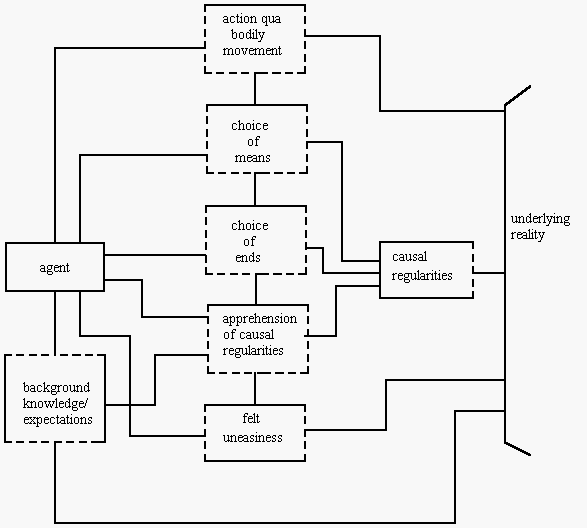 action qua
bodily
movement
choice
of
means
choice
of
ends
underlying
reality
agent
causal
regularities
apprehension
of causal
regularities
background
knowledge/
expectations
felt
uneasiness